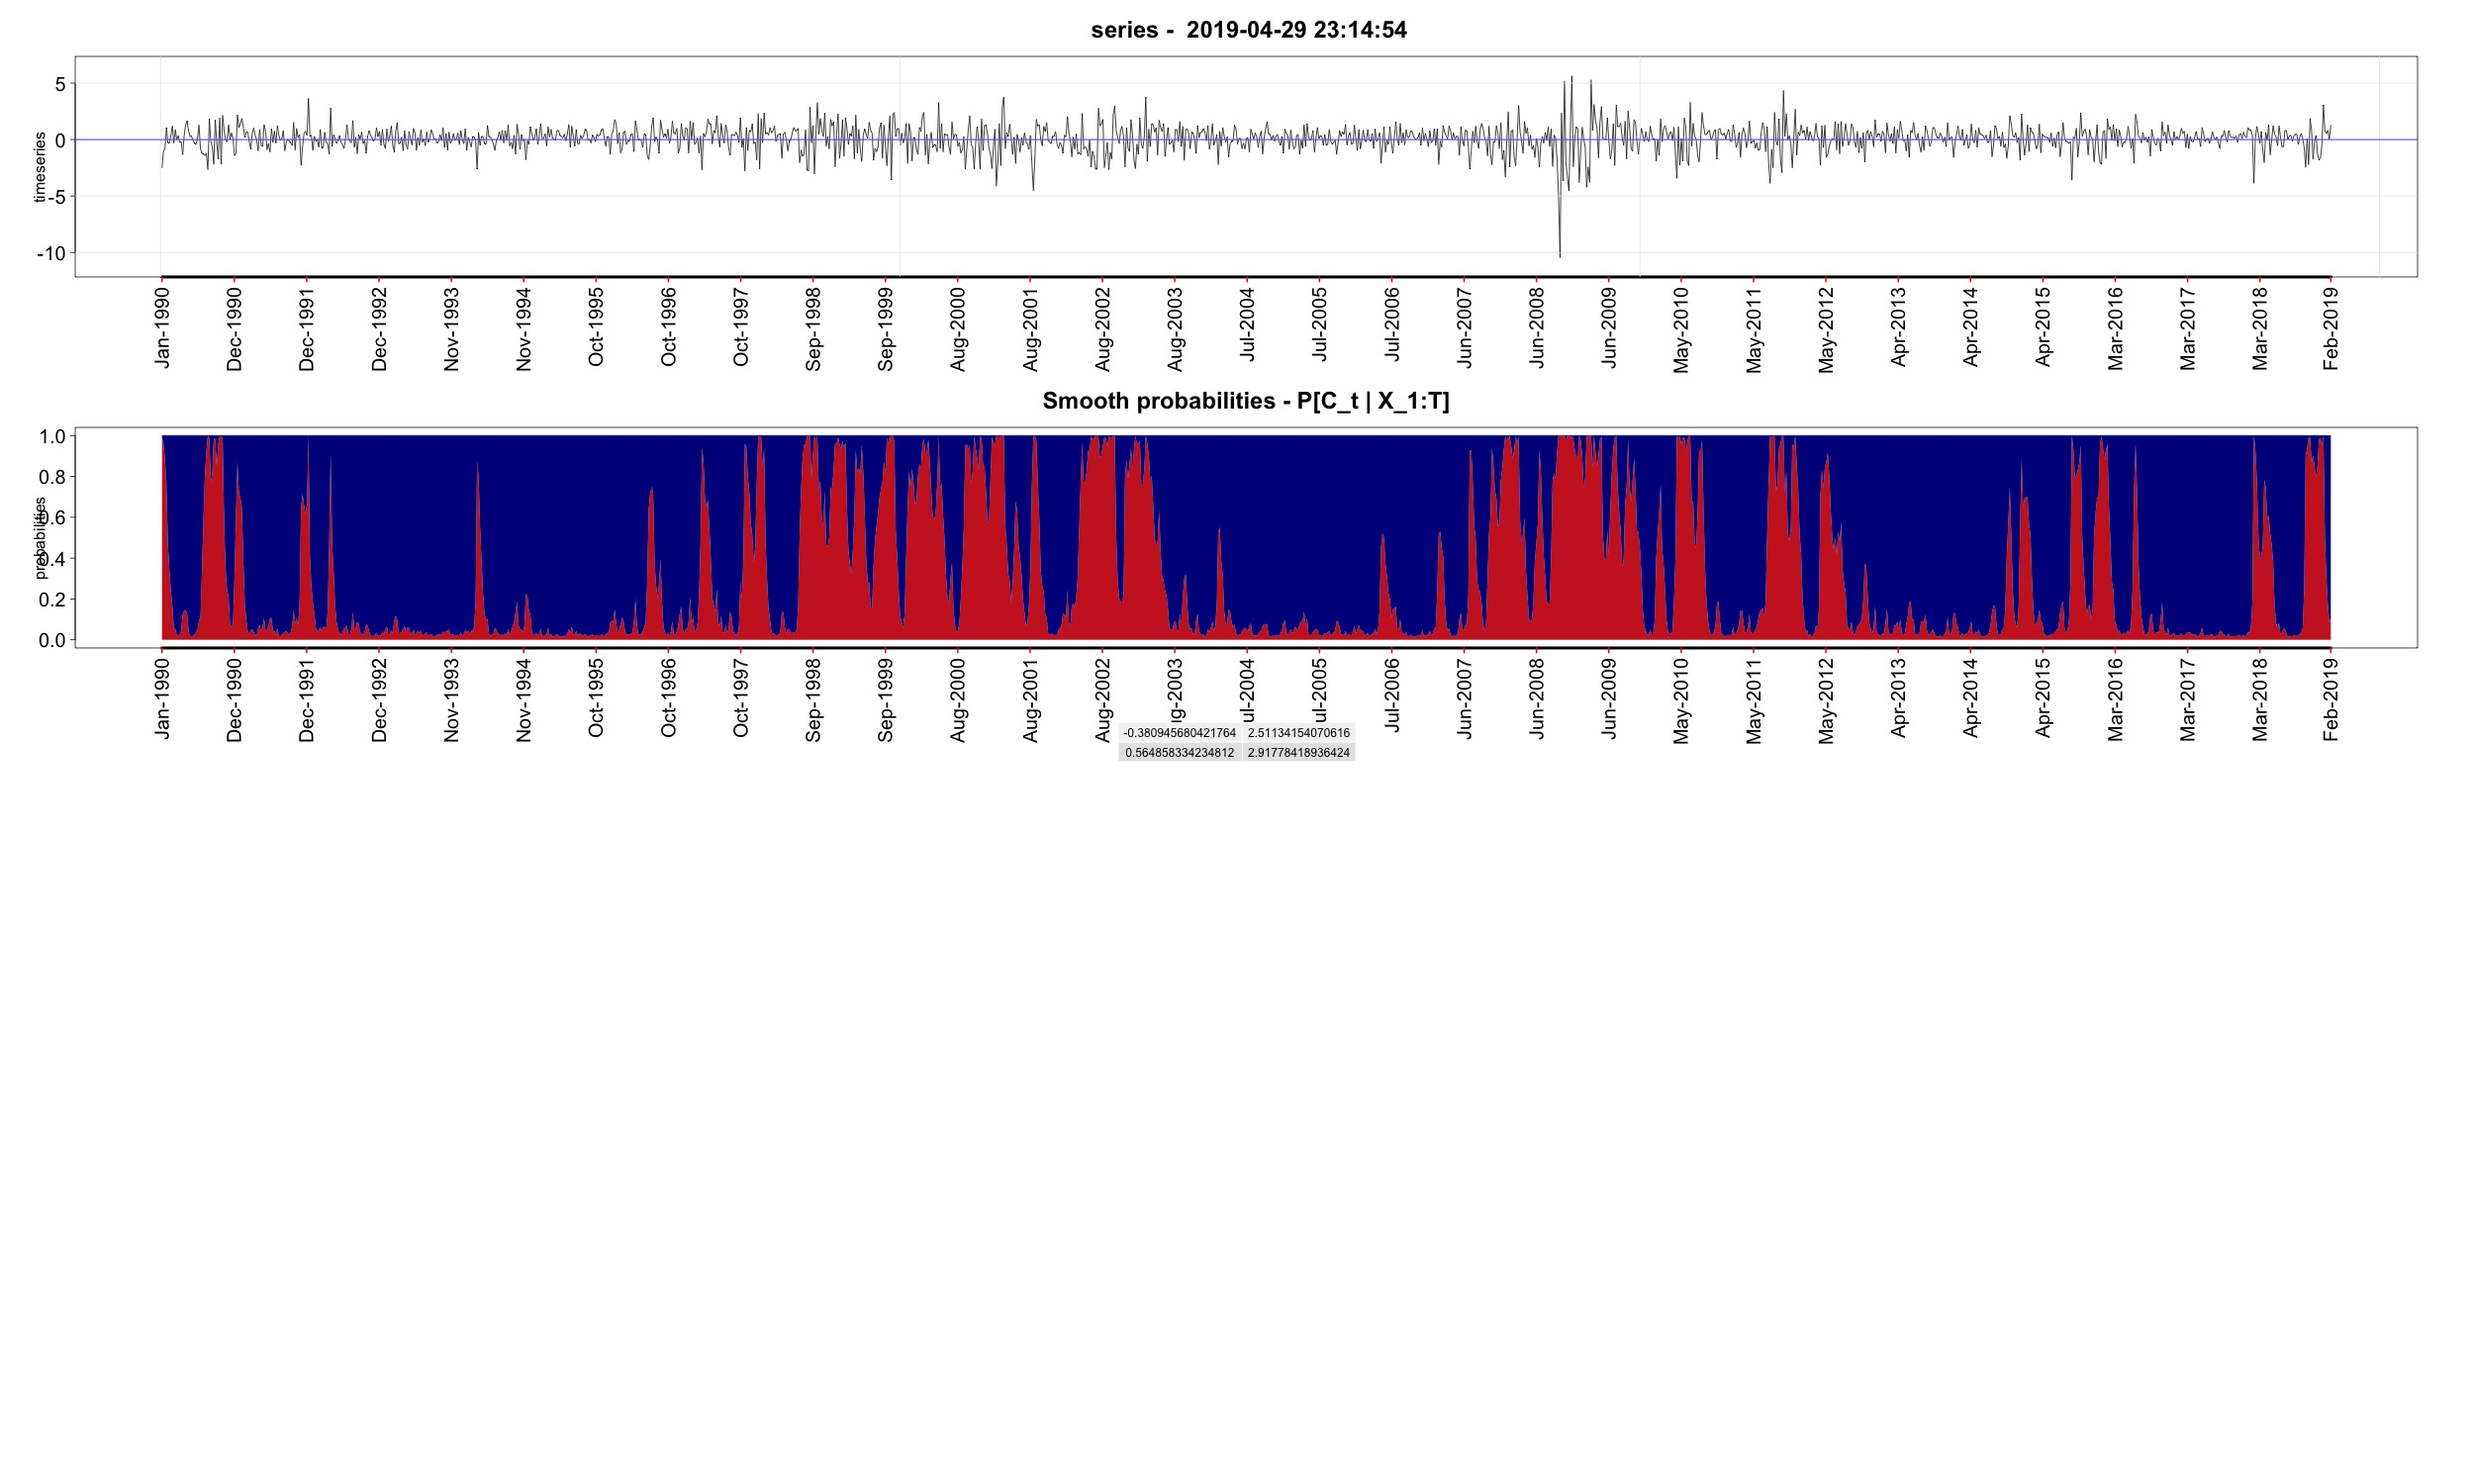 series -  2019-04-29 23:14:54
timeseries
5
0
-5
-10
Jan-1990
Dec-1990
Dec-1991
Dec-1992
Nov-1993
Nov-1994
Oct-1995
Oct-1996
Oct-1997
Sep-1998
Sep-1999
Aug-2000
Aug-2001
Aug-2002
Aug-2003
Jul-2004
Jul-2005
Jul-2006
Jun-2007
Jun-2008
Jun-2009
May-2010
May-2011
May-2012
Apr-2013
Apr-2014
Apr-2015
Mar-2016
Mar-2017
Mar-2018
Feb-2019
Smooth probabilities - P[C_t | X_1:T]
probabilities
1.0
0.8
0.6
0.4
0.2
0.0
Jan-1990
Dec-1990
Dec-1991
Dec-1992
Nov-1993
Nov-1994
Oct-1995
Oct-1996
Oct-1997
Sep-1998
Sep-1999
Aug-2000
Aug-2001
Aug-2002
ug-2003
ul-2004
ul-2005
Jul-2006
Jun-2007
Jun-2008
Jun-2009
May-2010
May-2011
May-2012
Apr-2013
Apr-2014
Apr-2015
Mar-2016
Mar-2017
Mar-2018
Feb-2019
-0.380945680421764 2.51134154070616
0.564858334234812 2.91778418936424